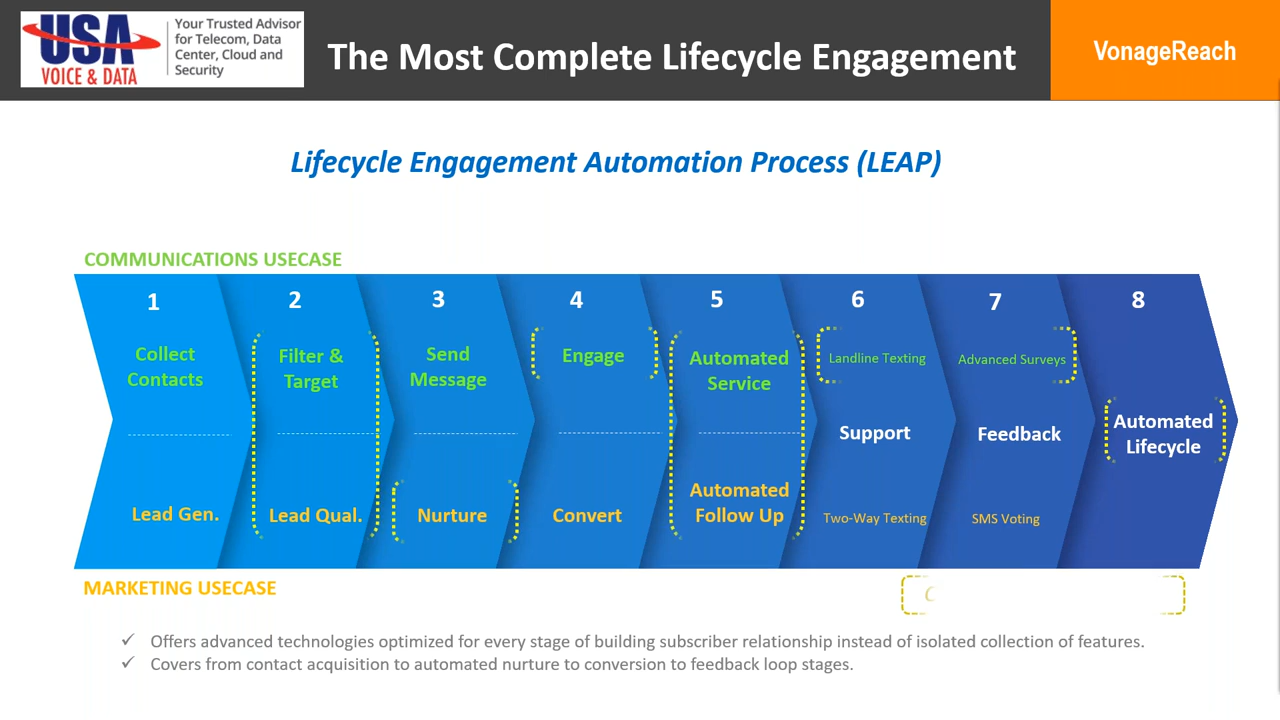 USA
VOICE & DATA
Your Trusted Advisor
for Telecom, Data
Center, Cloud and
Security
The Most Complete Lifecycle Engagement
VonageReach
Lifecycle Engagement Automation Process (LEAP)
COMMUNICATIONS USECASE
1
2
3
4
5
6
7
8
Collect
Contacts
Filter &
Target
Send
Message
Engage
Automated
Service
Landline Texting
Advanced Surveys
Support
Feedback
Automated
Lifecycle
Lead Gen.
Lead Qual.
Nurture
Convert
Automated
Follow Up
Two-Way Texting
SMS Voting
MARKETING USECASE
✓ Offers advanced technologies optimized for every stage of building subscriber relationship instead of isolated collection of features.
✓ Covers from contact acquisition to automated nurture to conversion to feedback loop stages.